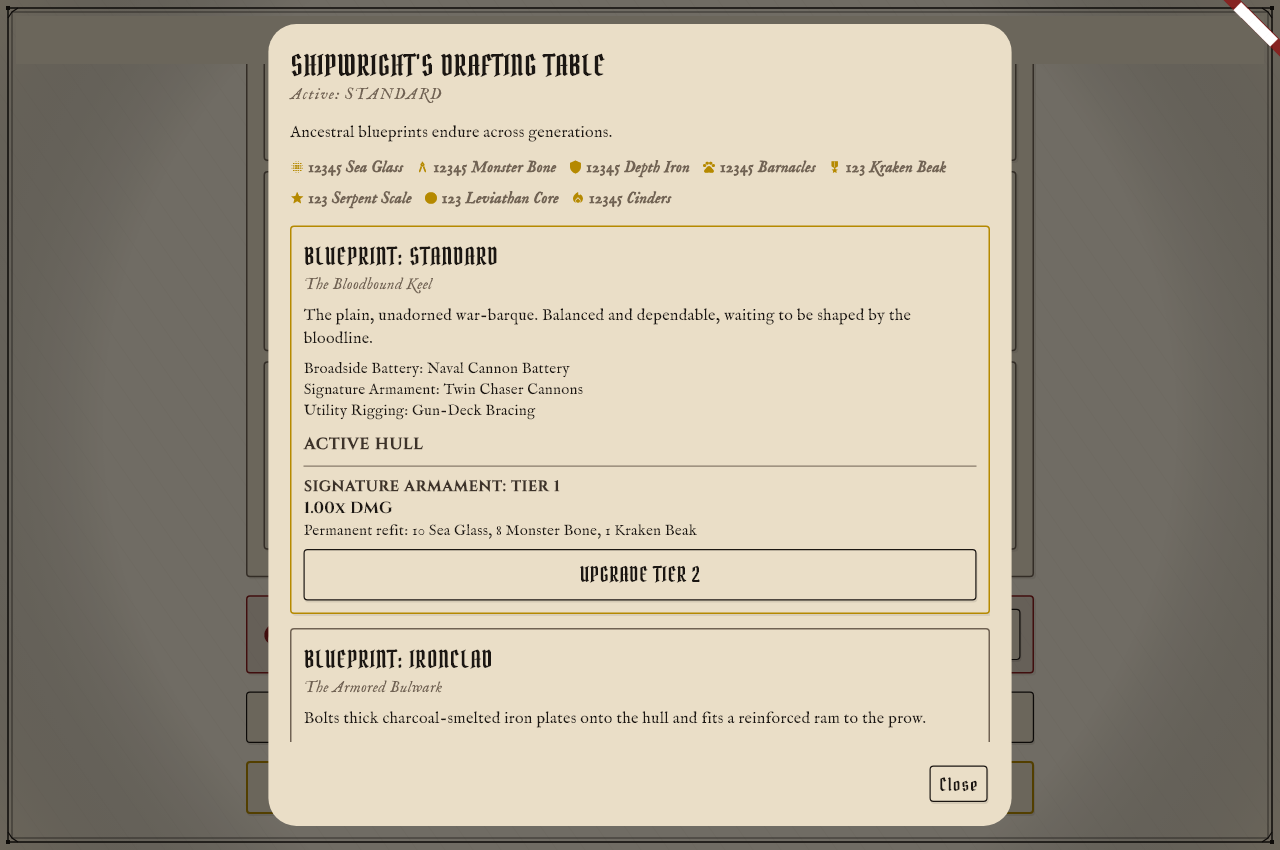 SHIPWRIGHT'S DRAFTING TABLE
Active: STANDARD
Ancestral blueprints endure across generations.
12345 Sea Glass 12345 Monster Bone 12345 Depth Iron 12345 Barnacles 123 Kraken Beak
123 Serpent Scale 123 Leviathan Core 12345 Cinders
BLUEPRINT: STANDARD
The Bloodbound Keel
The plain, unadorned war-barque. Balanced and dependable, waiting to be shaped by the
bloodline.
Broadside Battery: Naval Cannon Battery
Signature Armament: Twin Chaser Cannons
Utility Rigging: Gun-Deck Bracing
ACTIVE HULL
SIGNATURE ARMAMENT: TIER 1
1.00x DMG
Permanent refit: 10 Sea Glass, 8 Monster Bone, 1 Kraken Beak
UPGRADE TIER 2
BLUEPRINT: IRONCLAD
The Armored Bulwark
Bolts thick charcoal-smelted iron plates onto the hull and fits a reinforced ram to the prow.
Close